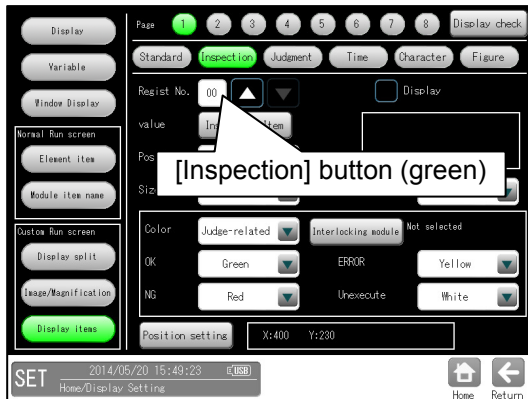 Display
Variable
Window Display
Normal Run screen
Element item
Module item name
Custom Run screen
Display split
Image/Magnification
Display items
Page 1 2 3 4 5 6 7 8 Display check
Standard Inspection Judgment Time Character Figure
Regist No. 00 Display
value
[Inspection] button (green)
Color Judge-related Interlocking module Not selected
OK Green ERROR Yellow
NG Red Unexecute White
Position setting X:400 Y:230
SET 2014/05/20 15:49:23 USB
Home/Display Setting
Home Return